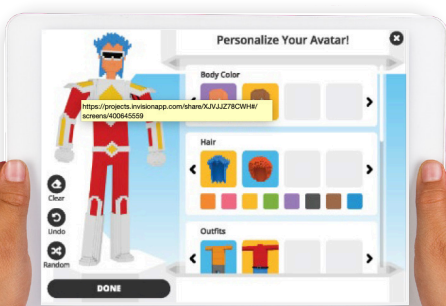 Personalize Your Avatar!
Body Color
https://projects.invisionapp.com/share/XJVJJZ78CWH#/
screens/400645559
Hair
Clear
Undo
Outfits
Random
DONE